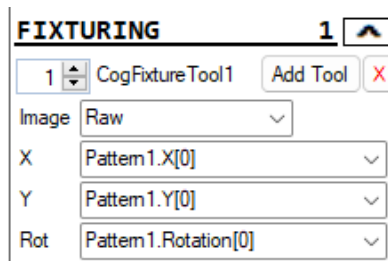 FIXTURING 1
1 CogFixtureTool1 Add Tool X
Image Raw
X Pattern1.X[0]
Y Pattern1.Y[0]
Rot Pattern1.Rotation[0]